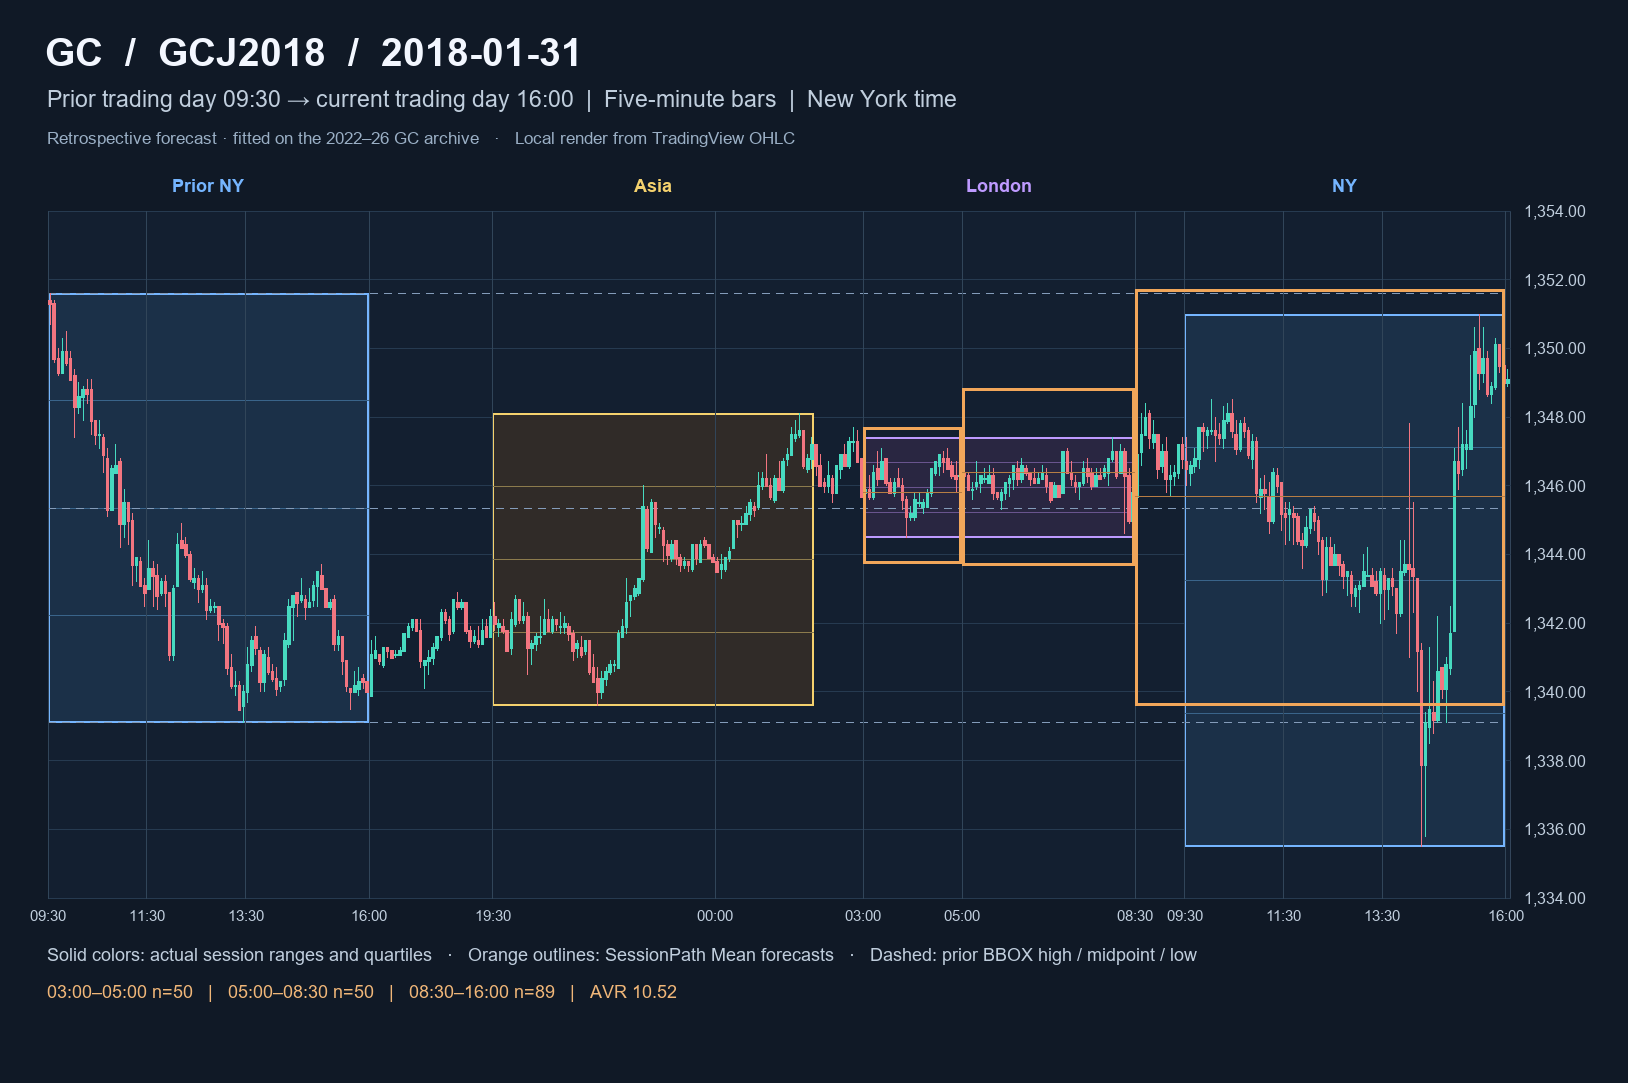 GC / GCJ2018 / 2018-01-31
Prior trading day 09:30 → current trading day 16:00 | Five-minute bars | New York time
Retrospective forecast · fitted on the 2022–26 GC archive · Local render from TradingView OHLC
Prior NY Asia London NY
1,354.00
1,352.00
1,350.00
1,348.00
1,346.00
1,344.00
1,342.00
1,340.00
1,338.00
1,336.00
1,334.00
09:30 11:30 13:30 16:00 19:30 00:00 03:00 05:00 08:30 09:30 11:30 13:30 16:00
Solid colors: actual session ranges and quartiles · Orange outlines: SessionPath Mean forecasts · Dashed: prior BBOX high / midpoint / low
03:00–05:00 n=50 | 05:00–08:30 n=50 | 08:30–16:00 n=89 | AVR 10.52